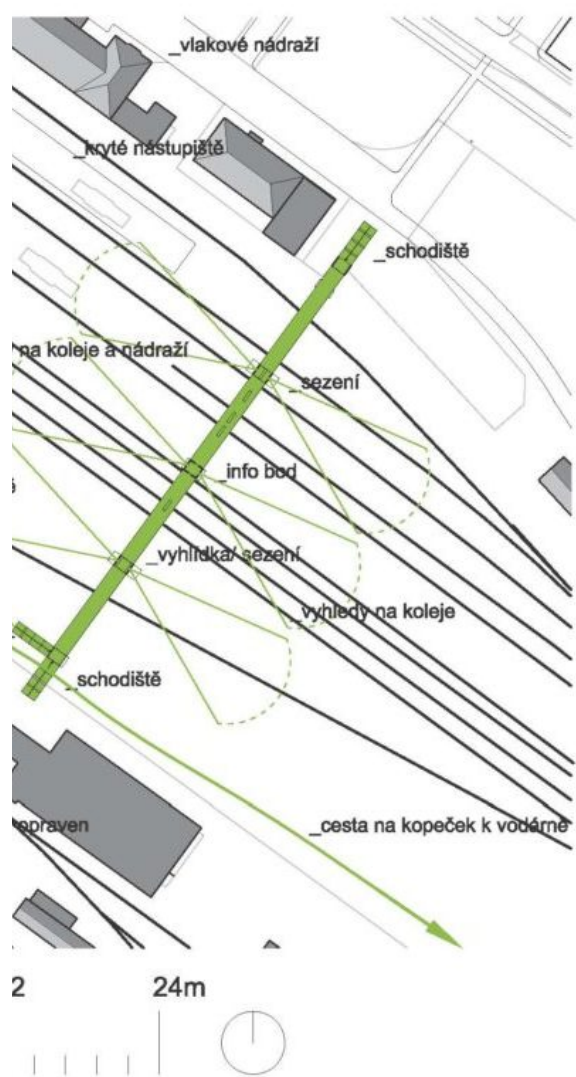 _vlakové nádraží
_kryté nástupiště
_schodiště
na koleje a nádraží
_sezení
_info bod
_vyhlídka/ sezení
_vyhledy na koleje
_schodiště
opraven
_cesta na kopeček k vodárně
2
24m